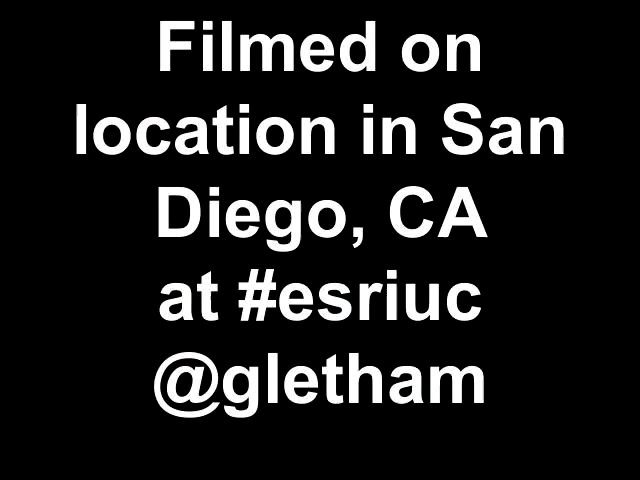 Filmed on
location in San
Diego, CA
at #esriuc
@gletham